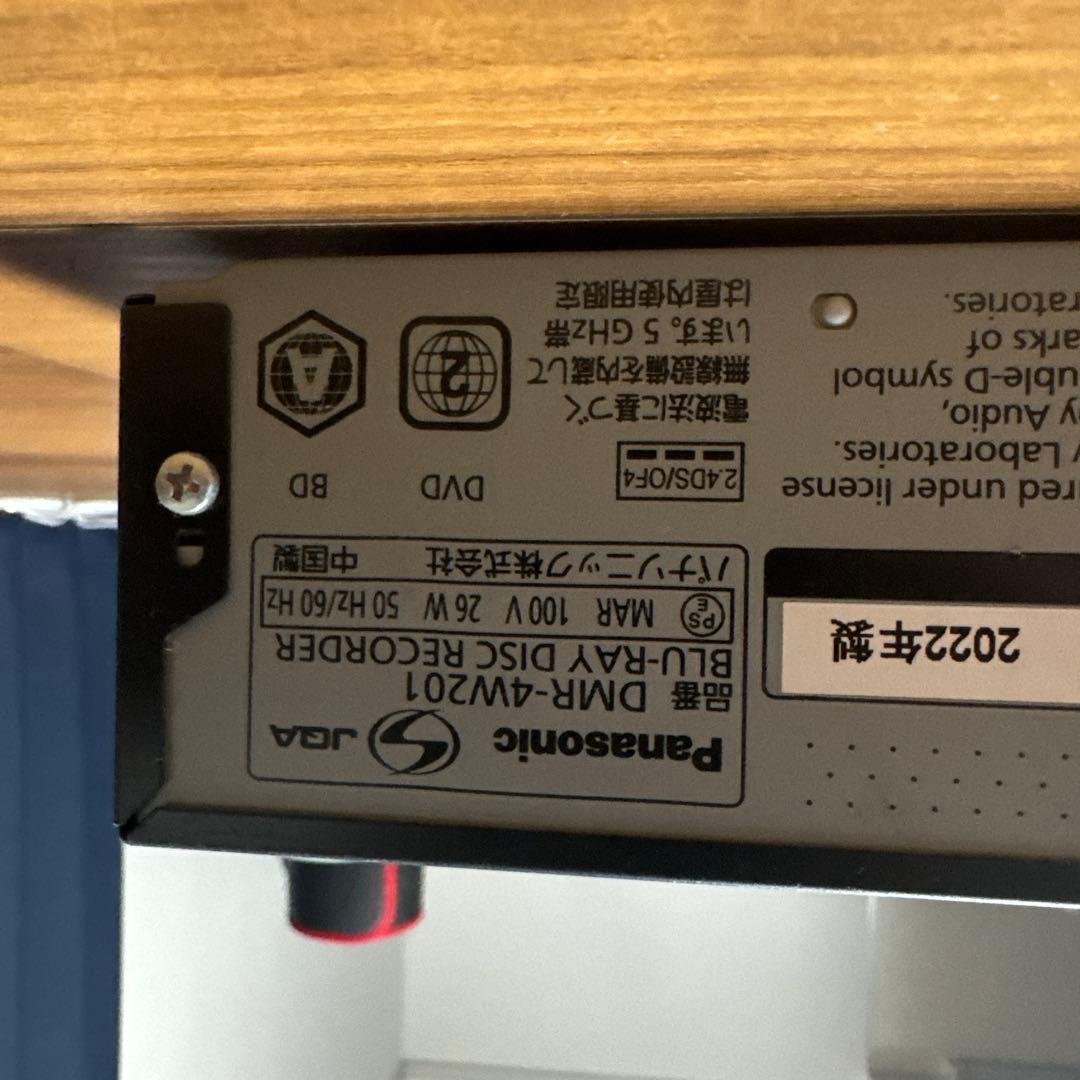 Panasonic JQA
品番 DMR-4W201
BLU-RAY DISC RECORDER
PS E MAR 100 V 26 W 50 Hz/60 Hz
パナソニック株式会社 中国製
2022年製
2.4DS/OF4
電波法に基づく
無線設備を内蔵して
います。5 GHz帯
は屋内使用限定
DVD
2
BD
A
red under license
Laboratories.
y Audio,
uble-D symbol
arks of
ratories.